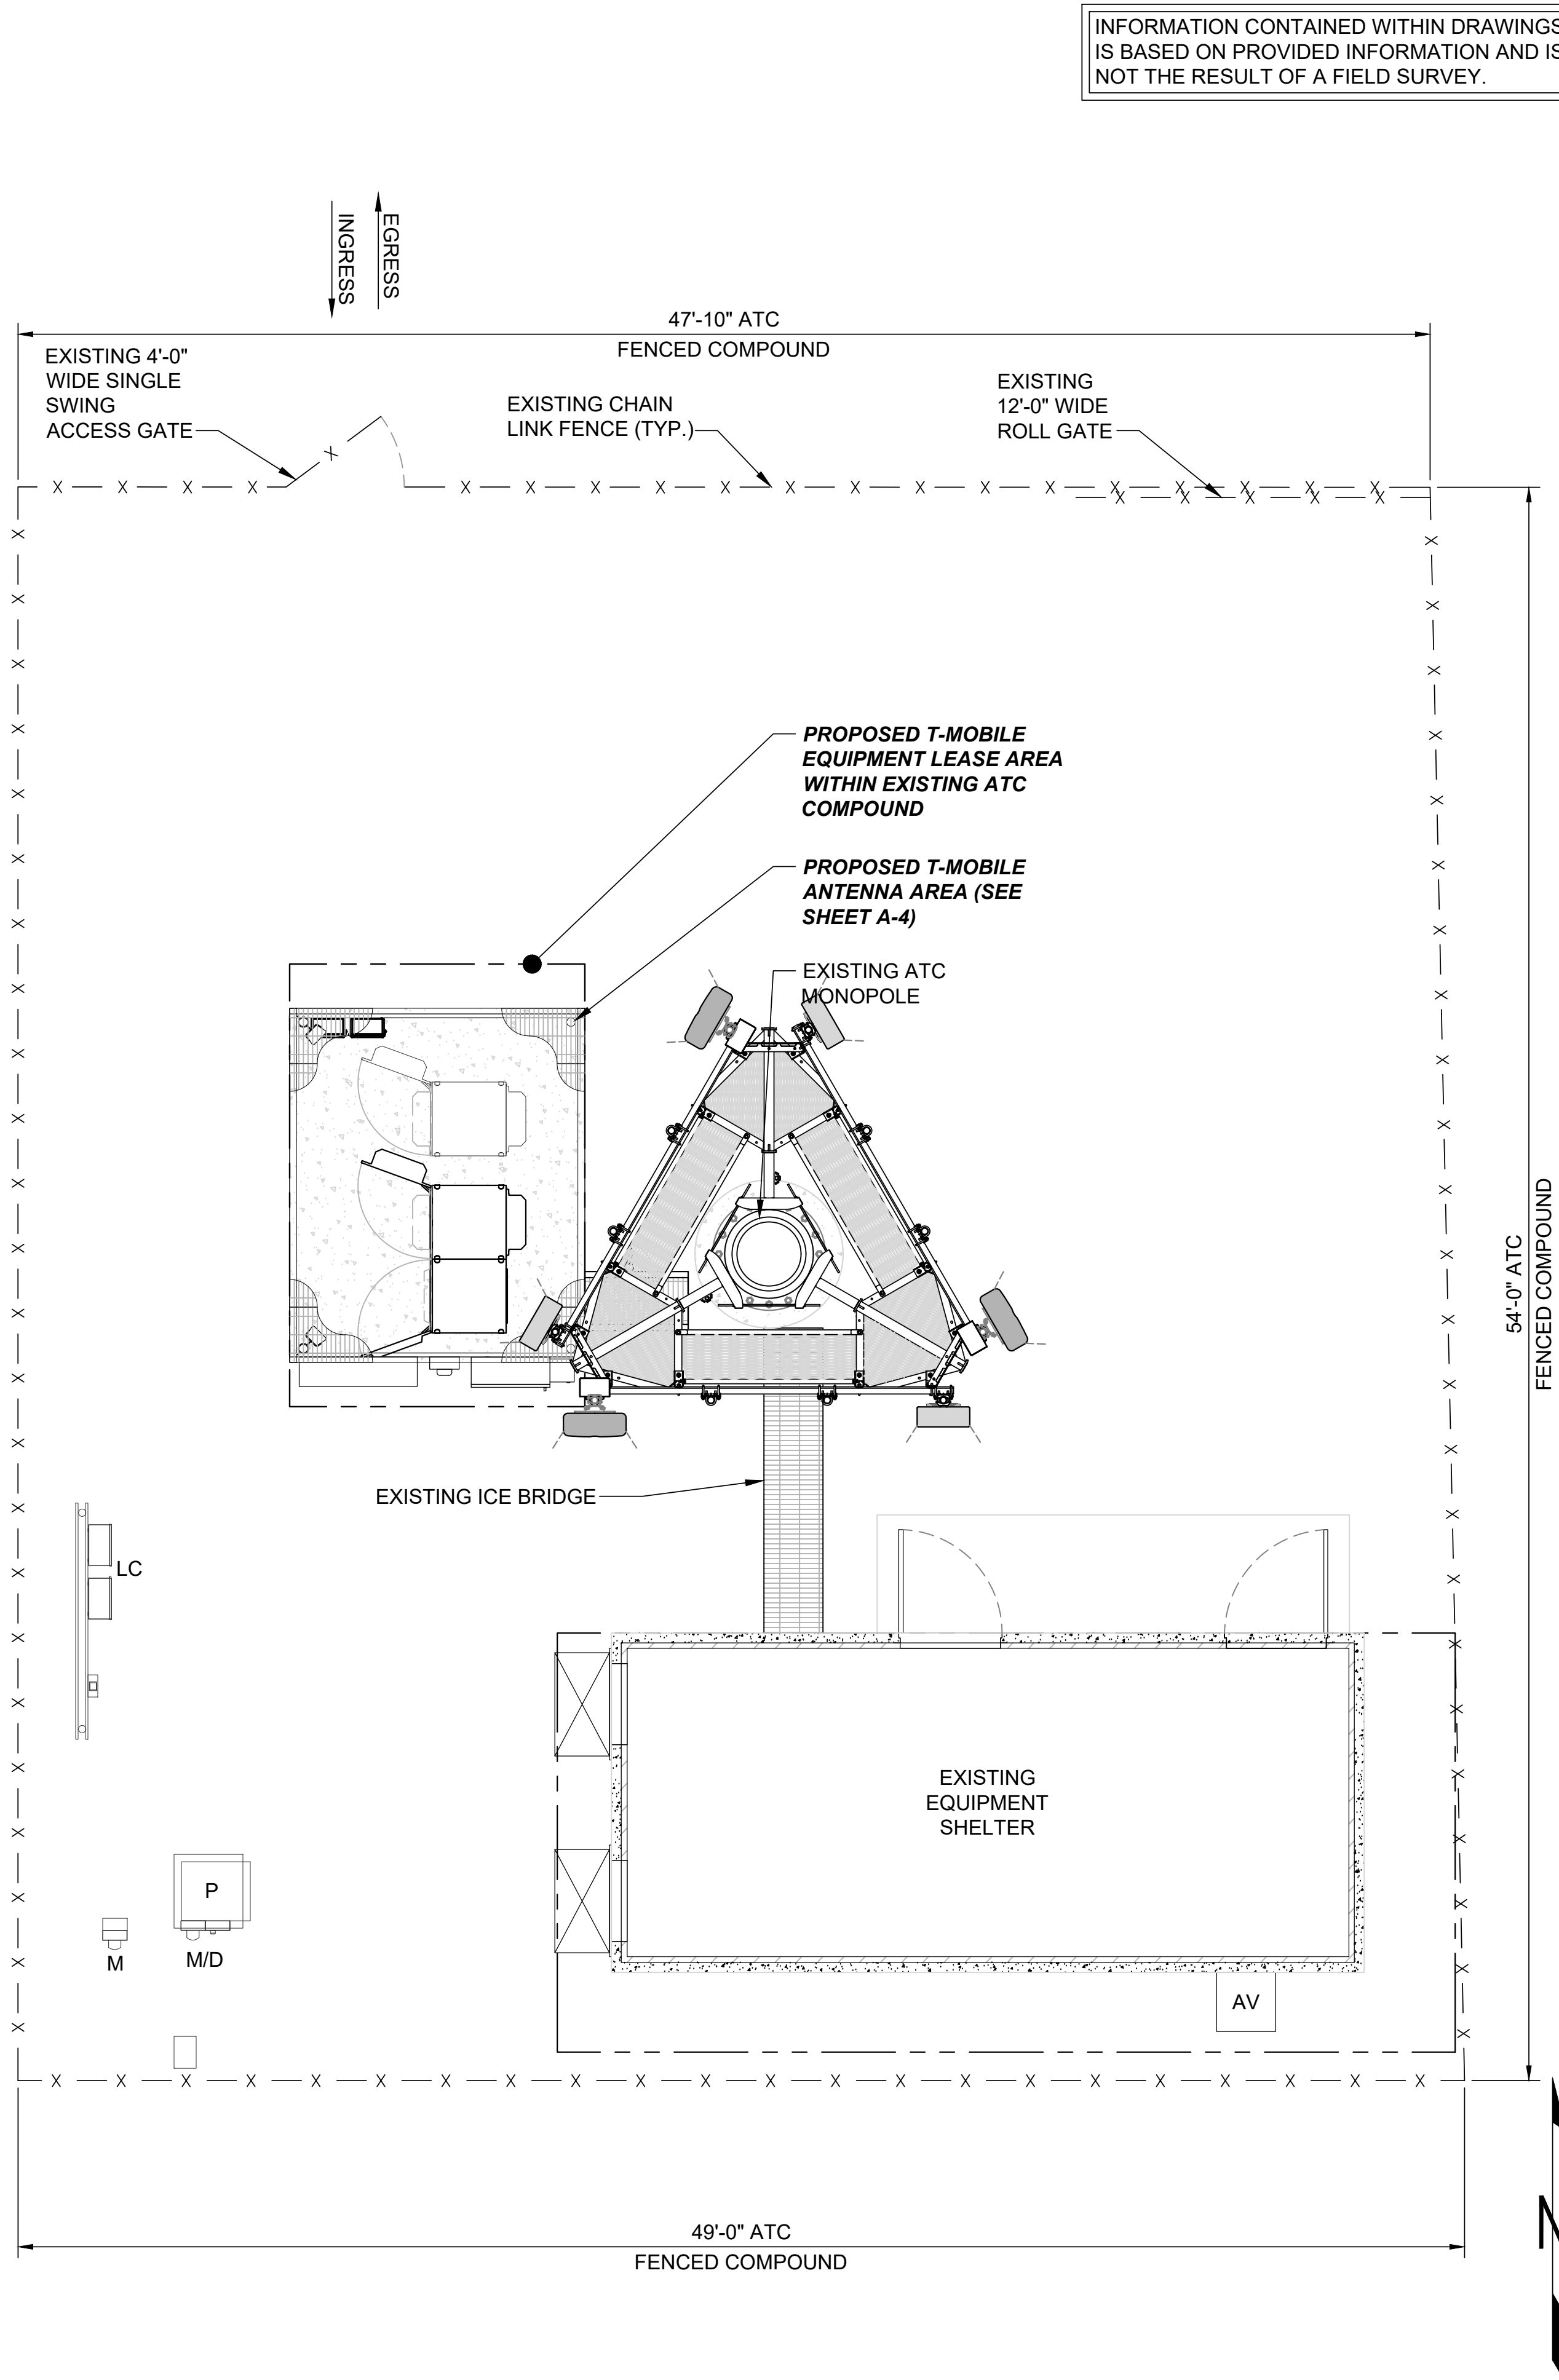 INFORMATION CONTAINED WITHIN DRAWINGS
IS BASED ON PROVIDED INFORMATION AND IS
NOT THE RESULT OF A FIELD SURVEY.
INGRESS
EGRESS
47'-10" ATC
FENCED COMPOUND
EXISTING 4'-0"
WIDE SINGLE
SWING
ACCESS GATE
EXISTING CHAIN
LINK FENCE (TYP.)
EXISTING
12'-0" WIDE
ROLL GATE
PROPOSED T-MOBILE
EQUIPMENT LEASE AREA
WITHIN EXISTING ATC
COMPOUND
PROPOSED T-MOBILE
ANTENNA AREA (SEE
SHEET A-4)
EXISTING ATC
MONOPOLE
54'-0" ATC
FENCED COMPOUND
EXISTING ICE BRIDGE
LC
EXISTING
EQUIPMENT
SHELTER
P
M
M/D
AV
49'-0" ATC
FENCED COMPOUND